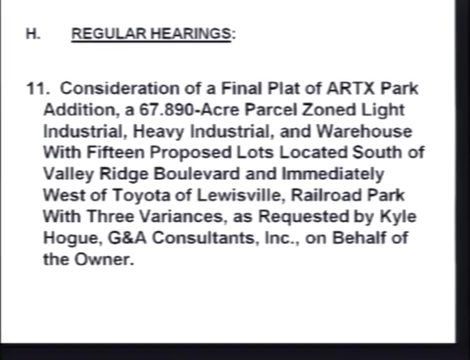 H. REGULAR HEARINGS:
11. Consideration of a Final Plat of ARTX Park
Addition, a 67.890-Acre Parcel Zoned Light
Industrial, Heavy Industrial, and Warehouse
With Fifteen Proposed Lots Located South of
Valley Ridge Boulevard and Immediately
West of Toyota of Lewisville, Railroad Park
With Three Variances, as Requested by Kyle
Hogue, G&A Consultants, Inc., on Behalf of
the Owner.